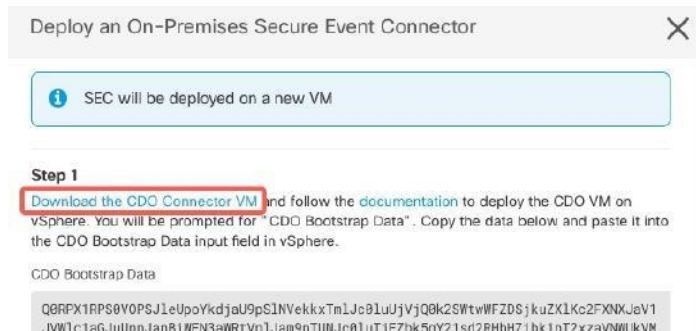 Deploy an On-Premises Secure Event Connector
SEC will be deployed on a new VM
Step 1
Download the CDO Connector VM and follow the documentation to deploy the CDO VM on
vSphere. You will be prompted for "CDO Bootstrap Data". Copy the data below and paste it into
the CDO Bootstrap Data input field in vSphere.
CDO Bootstrap Data